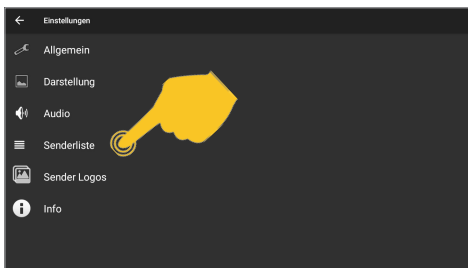 Einstellungen
Allgemein
Darstellung
Audio
Senderliste
Sender Logos
Info